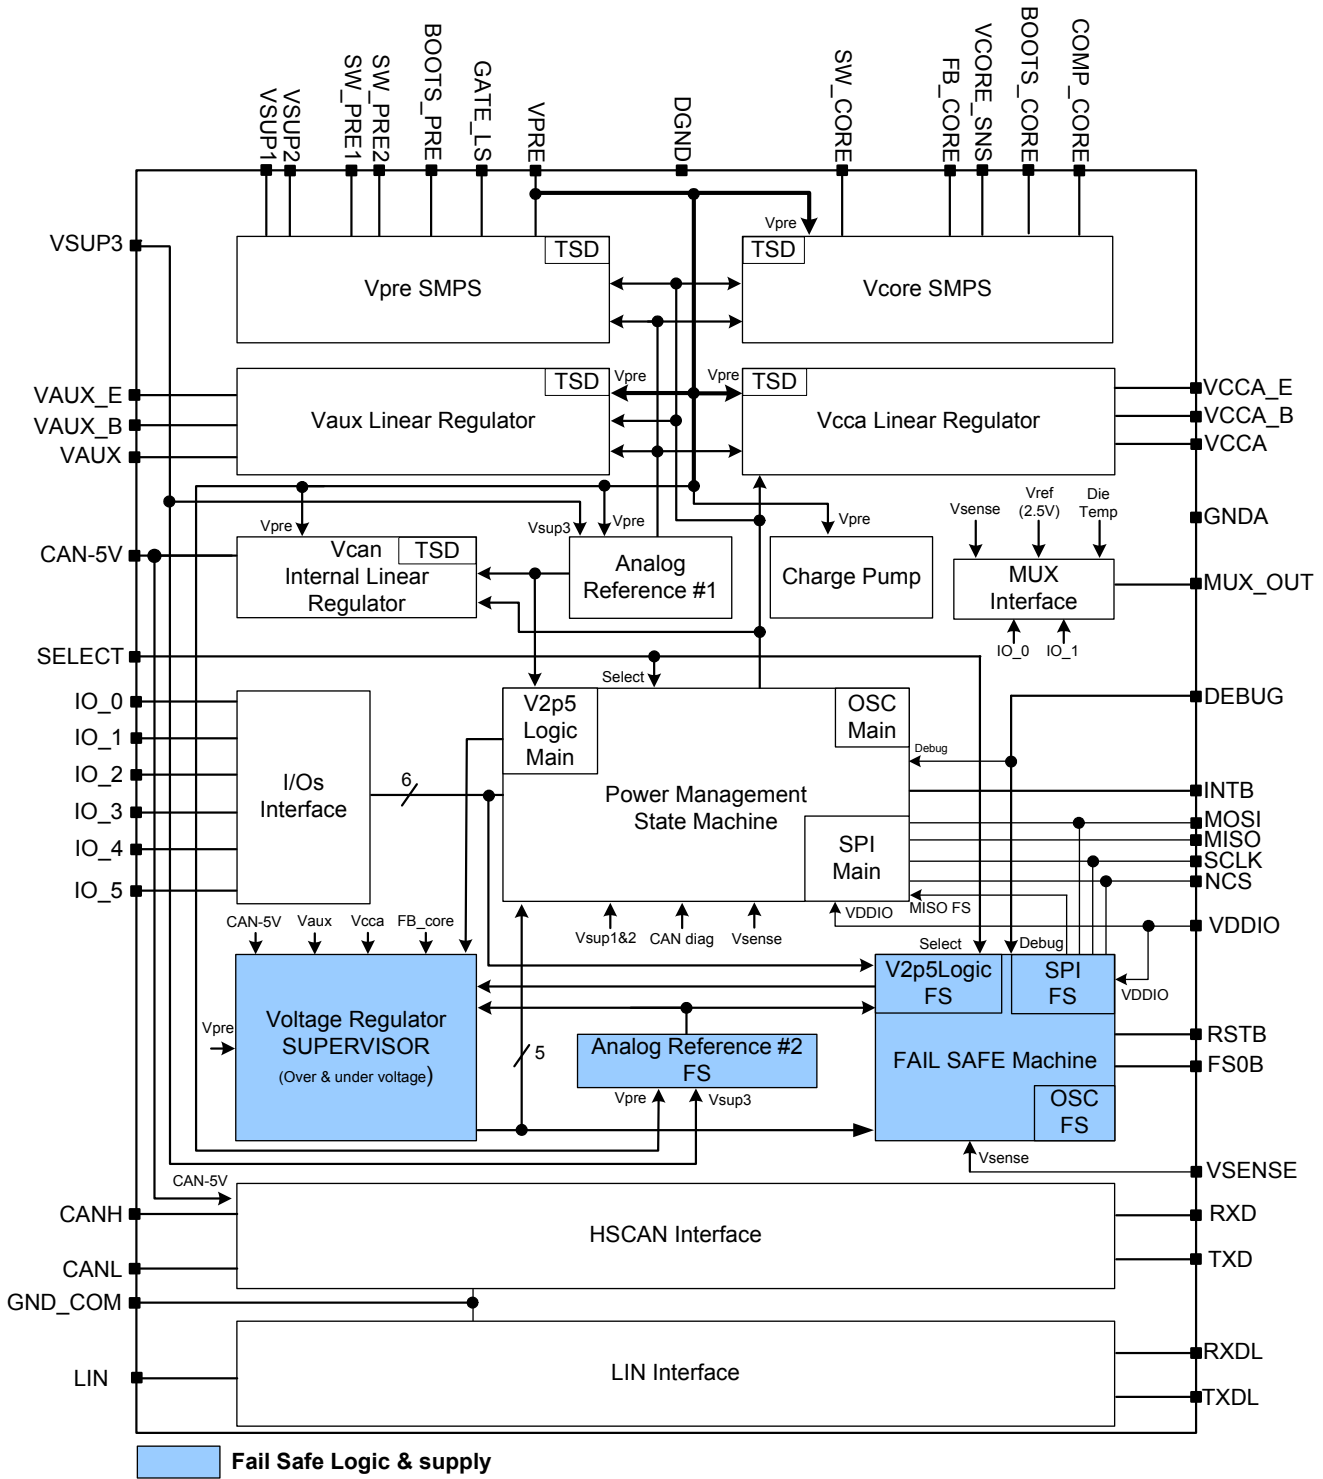 VSUP1
VSUP2
SW_PRE1
SW_PRE2
BOOTS_PRE
GATE_LS
VPRE
DGND
SW_CORE
FB_CORE
VCORE_SNS
BOOTS_CORE
COMP_CORE
VSUP3
TSD
Vpre SMPS
Vpre
TSD
Vcore SMPS
VAUX_E
VAUX_B
VAUX
TSD
Vaux Linear Regulator
Vpre
Vpre
TSD
Vcca Linear Regulator
VCCA_E
VCCA_B
VCCA
GNDA
CAN-5V
Vpre
Vcan
TSD
Internal Linear
Regulator
Vsup3
Vpre
Analog
Reference #1
Vpre
Charge Pump
Vsense
Vref
(2.5V)
Die
Temp
MUX
Interface
IO_0
IO_1
MUX_OUT
SELECT
Select
IO_0
IO_1
IO_2
IO_3
IO_4
IO_5
I/Os
Interface
6
V2p5
Logic
Main
OSC
Main
Power Management
State Machine
SPI
Main
Debug
DEBUG
INTB
MOSI
MISO
SCLK
NCS
MISO FS
VDDIO
VDDIO
Vsup1&2
CAN diag
Vsense
CAN-5V
Vaux
Vcca
FB_core
Vpre
Voltage Regulator
SUPERVISOR
(Over & under voltage)
5
Analog Reference #2
FS
Vpre
Vsup3
Select
Debug
V2p5Logic
FS
SPI
FS
VDDIO
FAIL SAFE Machine
OSC
FS
RSTB
FS0B
Vsense
VSENSE
CAN-5V
CANH
CANL
HSCAN Interface
RXD
TXD
GND_COM
LIN
LIN Interface
RXDL
TXDL
Fail Safe Logic & supply